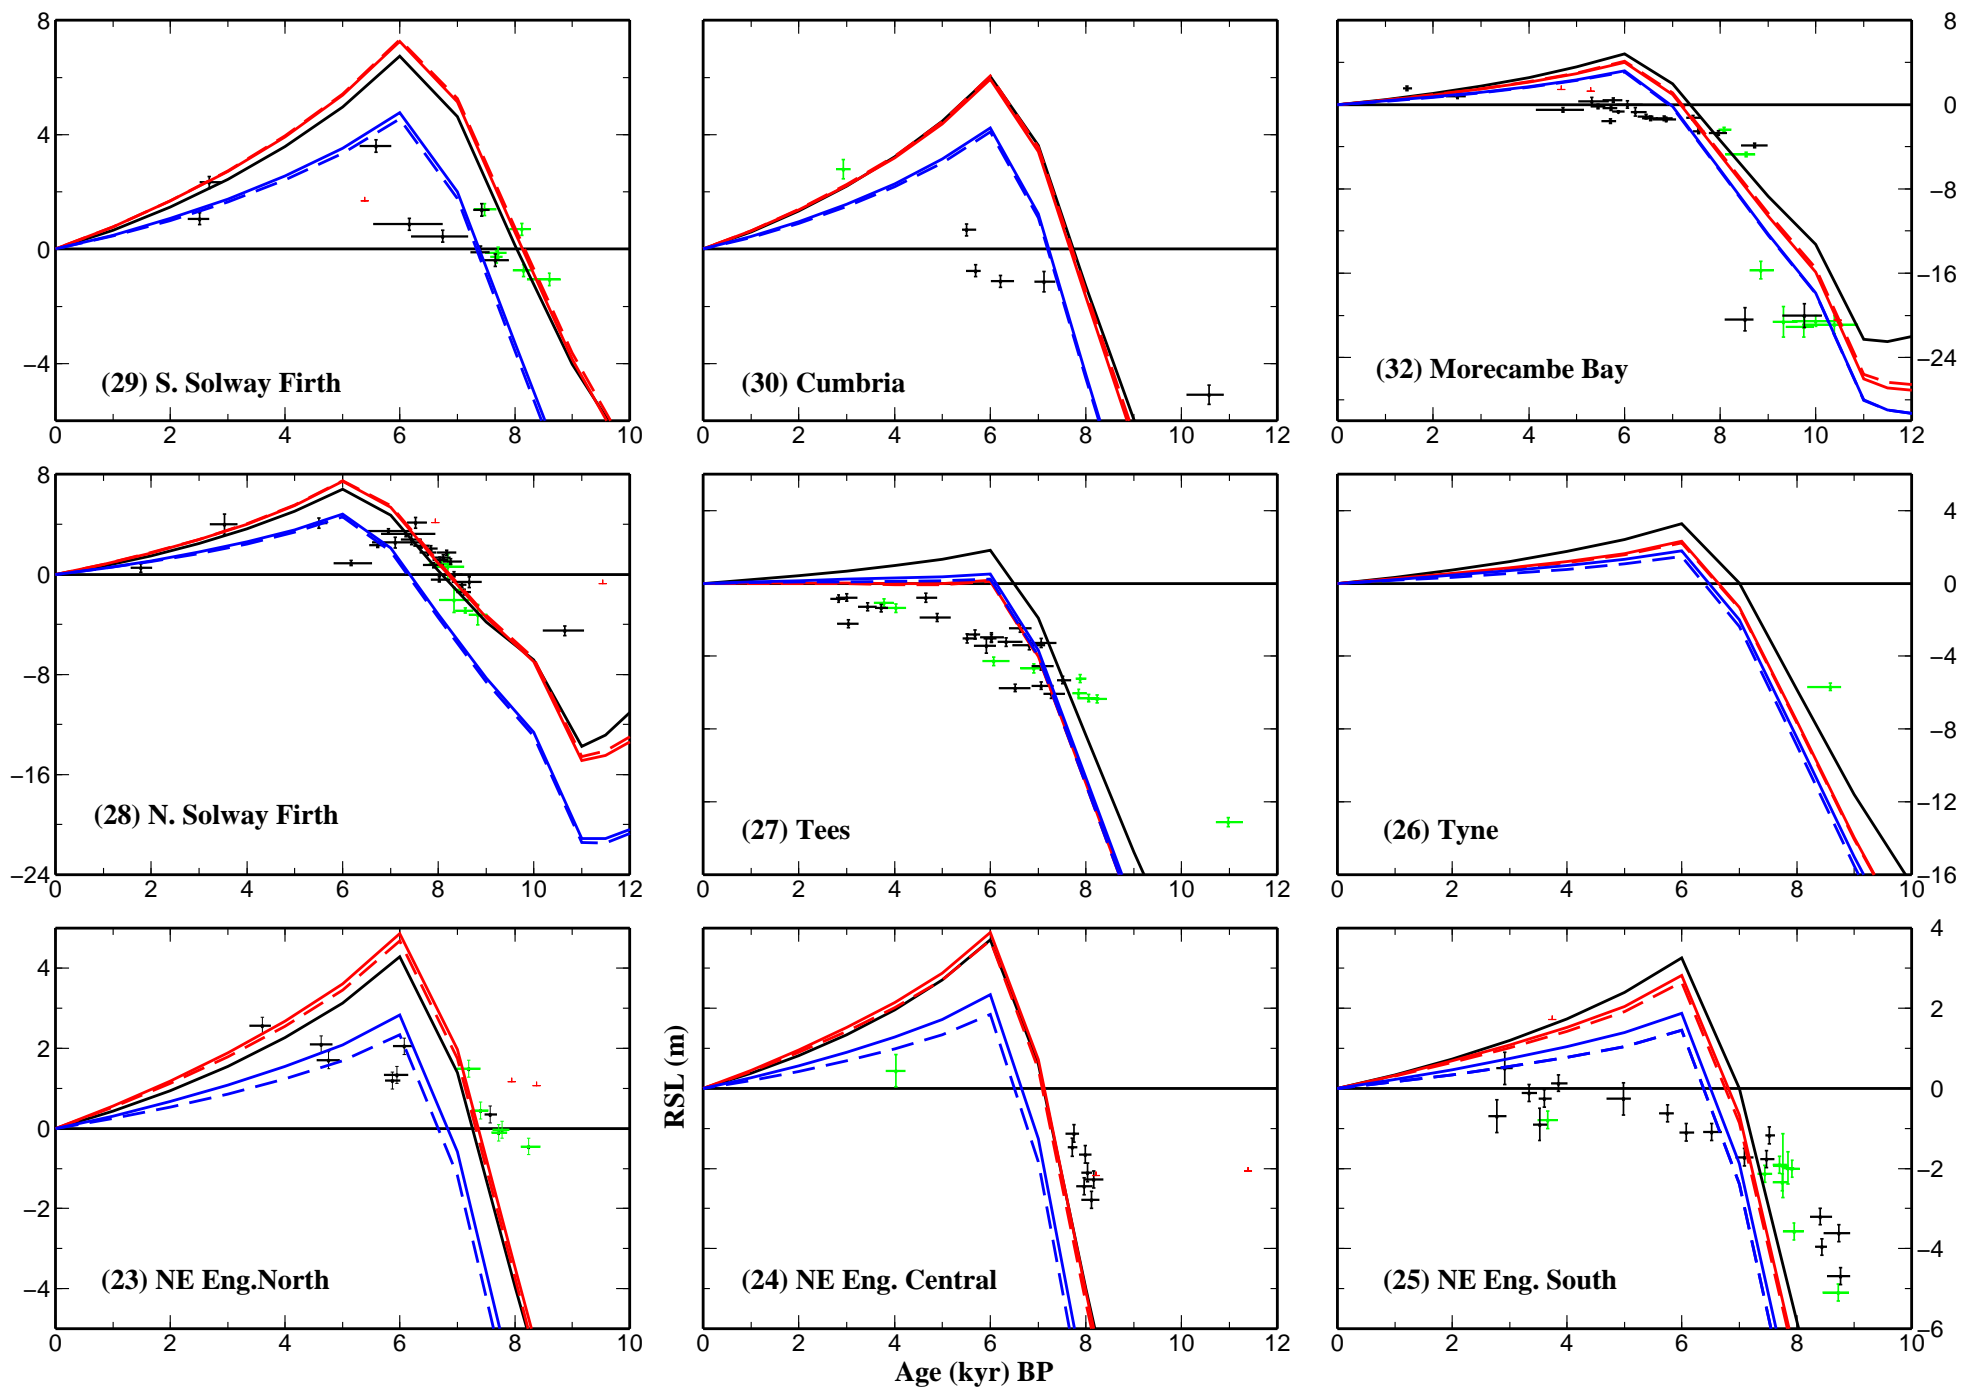 8
4
0
−4
(29) S. Solway Firth
0 2 4 6 8 10
(30) Cumbria
0 2 4 6 8 10 12
8
0
−8
−16
−24
(32) Morecambe Bay
0 2 4 6 8 10 12
8
0
−8
−16
−24
(28) N. Solway Firth
0 2 4 6 8 10 12
(27) Tees
0 2 4 6 8 10 12
4
0
−4
−8
−12
−16
(26) Tyne
0 2 4 6 8 10
4
2
0
−2
−4
(23) NE Eng.North
0 2 4 6 8 10
RSL (m)
(24) NE Eng. Central
0 2 4 6 8 10 12
4
2
0
−2
−4
−6
(25) NE Eng. South
0 2 4 6 8 10
Age (kyr) BP